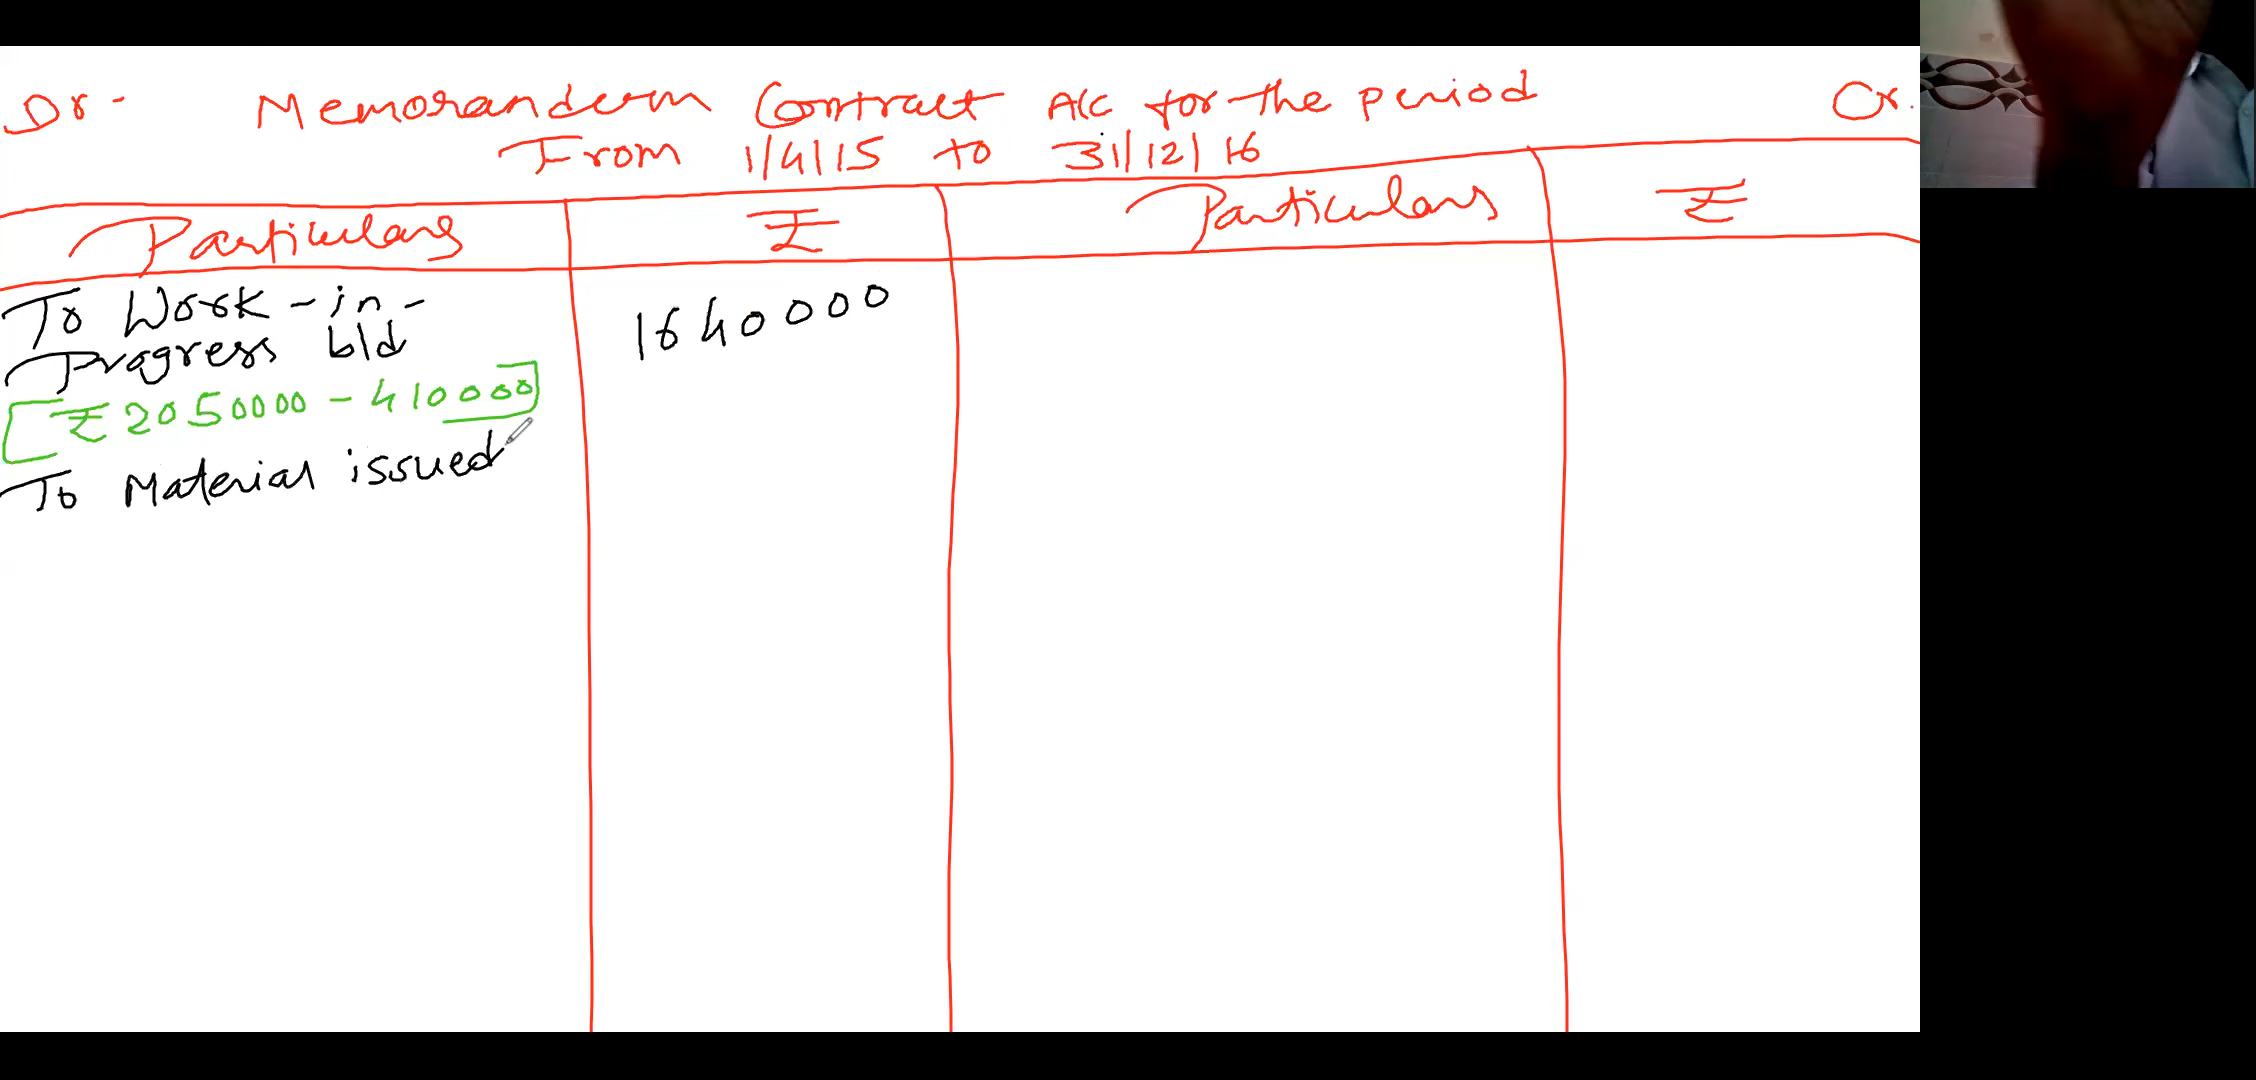 Dr- Memorandum Contract A/C for the period Cr.
From 1/4/15 to 31/12/16
Particulars ₹ Particulars ₹
To Work-in- 1640000
Progress b/d
[₹2050000-410000]
To Material issued